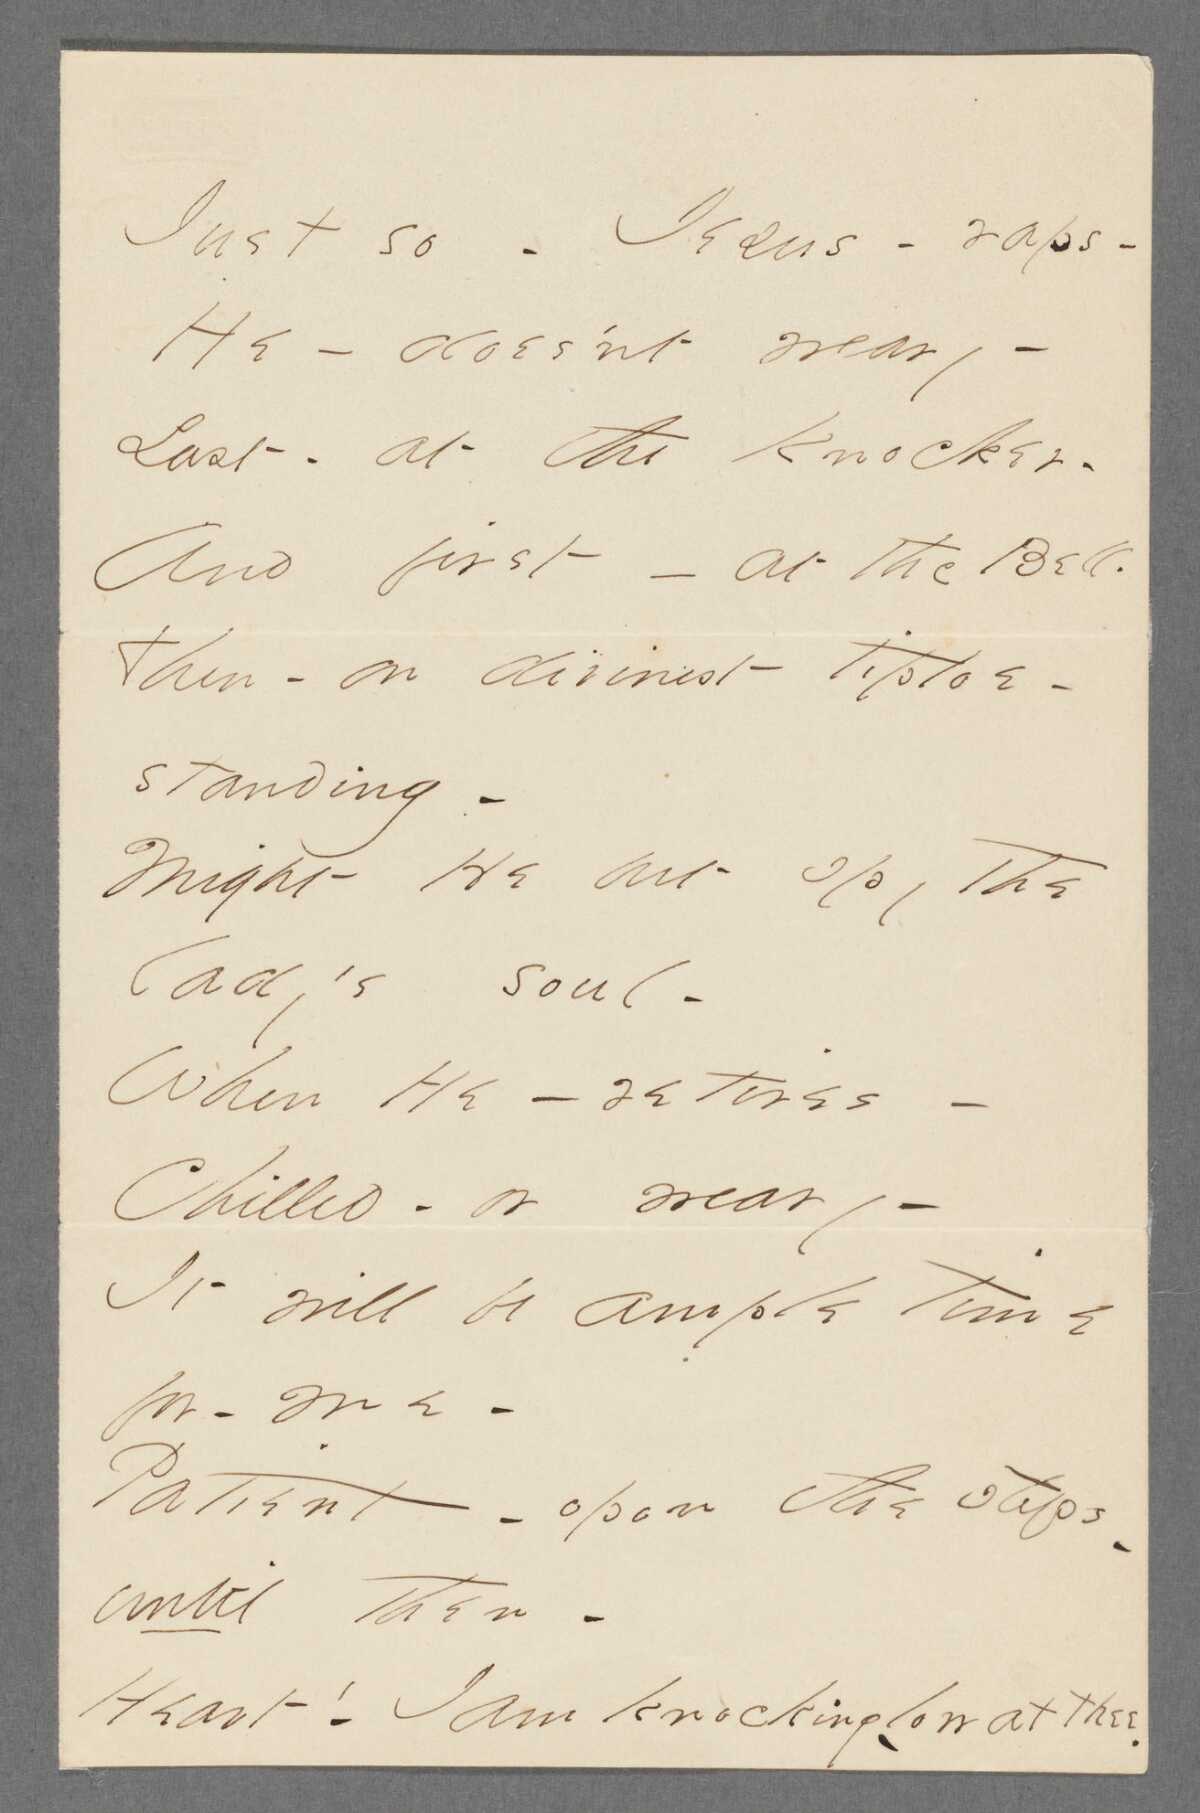 Just so - Jesus - raps -
He - does'nt weary -
Last - at the Knocker -
And first - at the Bell.
Then - on divinest tiptoe -
standing -
Might He but spy the
lady's soul -
When He - retires -
Chilled - or weary -
It will be ample time
for - me -
Patient - upon the steps -
until then -
Heart! I am knocking - low at thee.